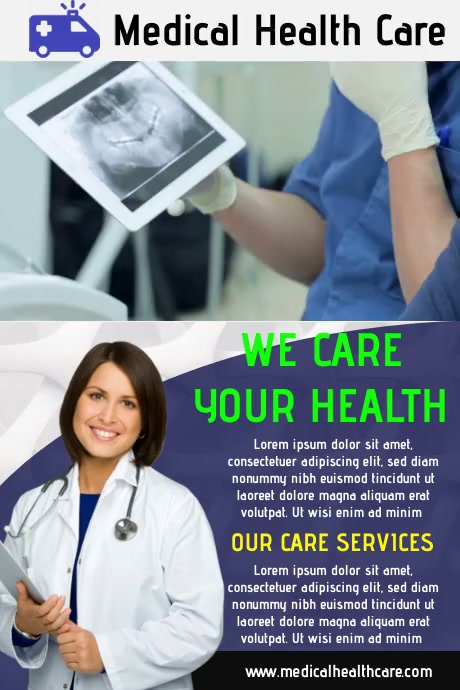 Medical Health Care
WE CARE
YOUR HEALTH
Lorem ipsum dolor sit amet,
consectetuer adipiscing elit, sed diam
nonummy nibh euismod tincidunt ut
laoreet dolore magna aliquam erat
volutpat. Ut wisi enim ad minim
OUR CARE SERVICES
Lorem ipsum dolor sit amet,
consectetuer adipiscing elit, sed diam
nonummy nibh euismod tincidunt ut
laoreet dolore magna aliquam erat
volutpat. Ut wisi enim ad minim
www.medicalhealthcare.com